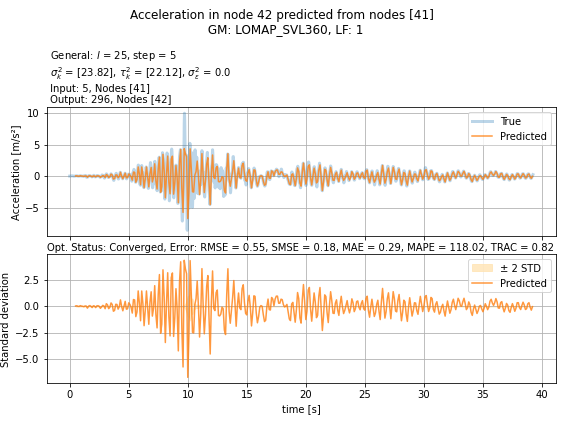 Acceleration in node 42 predicted from nodes [41]
GM: LOMAP_SVL360, LF: 1
General: l = 25, step = 5
σ²ₖ = [23.82], τ²ₖ = [22.12], σ²_ε = 0.0
Input: 5, Nodes [41]
Output: 296, Nodes [42]
10
5
0
−5
Acceleration [m/s²]
True
Predicted
Opt. Status: Converged, Error: RMSE = 0.55, SMSE = 0.18, MAE = 0.29, MAPE = 118.02, TRAC = 0.82
2.5
0.0
−2.5
−5.0
Standard deviation
± 2 STD
Predicted
0 5 10 15 20 25 30 35 40
time [s]